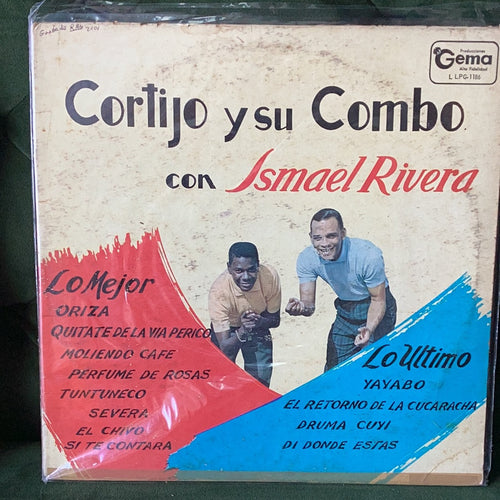 Producciones
Gema
Alta Fidelidad
L LPG-1186
Cortijo y su Combo
con Ismael Rivera
Lo Mejor
ORIZA
QUITATE DE LA VIA PERICO
MOLIENDO CAFE
PERFUME DE ROSAS
TUNTUNECO
SEVERA
EL CHIVO
SI TE CONTARA
Lo Ultimo
YAYABO
EL RETORNO DE LA CUCARACHA
DRUMA CUYI
DI DONDE ESTAS